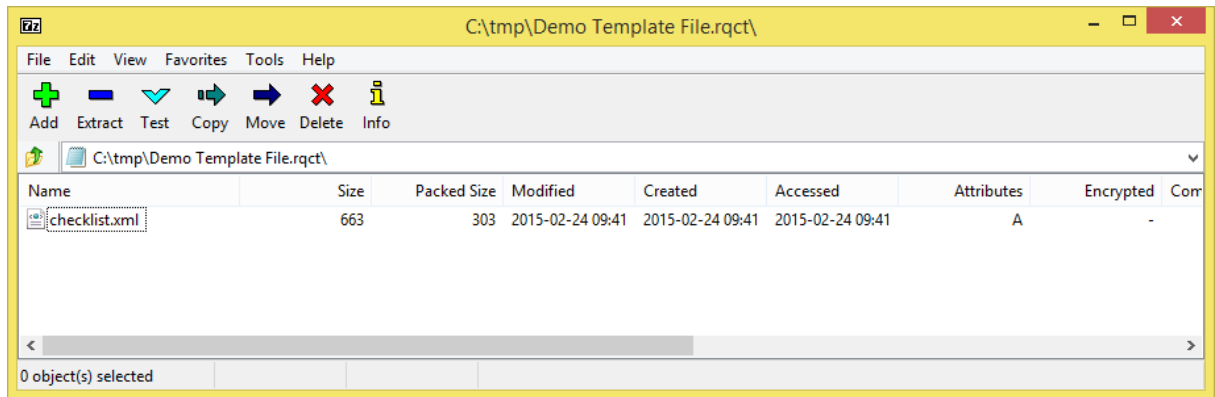 7z C:\tmp\Demo Template File.rqct\
File Edit View Favorites Tools Help
Add Extract Test Copy Move Delete Info
C:\tmp\Demo Template File.rqct\
Name Size Packed Size Modified Created Accessed Attributes Encrypted Com
checklist.xml 663 303 2015-02-24 09:41 2015-02-24 09:41 2015-02-24 09:41 A -
0 object(s) selected